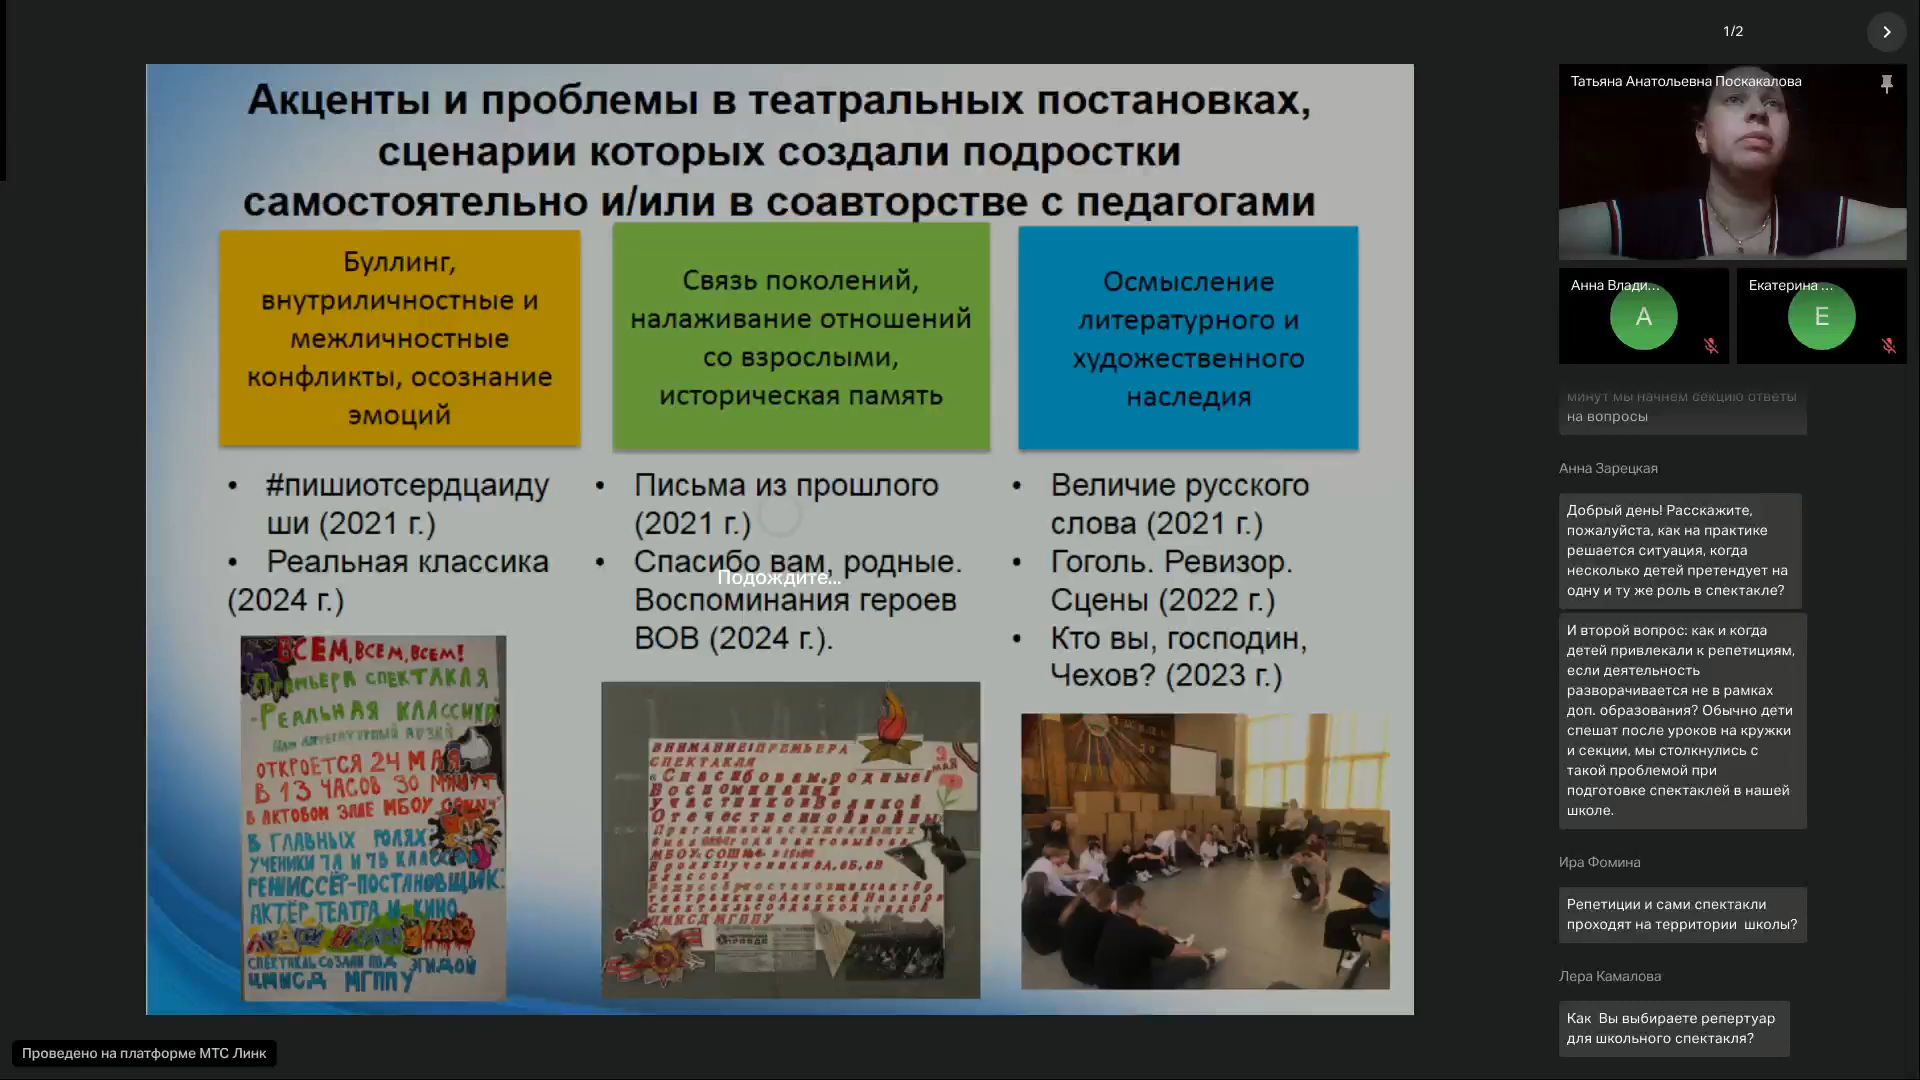 1/2
Акценты и проблемы в театральных постановках,
сценарии которых создали подростки
самостоятельно и/или в соавторстве с педагогами
Буллинг,
внутриличностные и
межличностные
конфликты, осознание
эмоций
Связь поколений,
налаживание отношений
со взрослыми,
историческая память
Осмысление
литературного и
художественного
наследия
• #пишиотсердцаиду
ши (2021 г.)
• Реальная классика
(2024 г.)
• Письма из прошлого
(2021 г.)
• Спасибо вам, родные.
Воспоминания героев
ВОВ (2024 г.).
• Величие русского
слова (2021 г.)
• Гоголь. Ревизор.
Сцены (2022 г.)
• Кто вы, господин,
Чехов? (2023 г.)
Подождите...
ВСЕМ, ВСЕМ, ВСЕМ!
Премьера спектакля
Реальная классика
откроется 24 мая
в 13 часов 30 минут
в актовом зале МБОУ
в главных ролях
ученики 7А и 7В классов
режиссёр-постановщик:
актёр театра и кино
спектакль создан под эгидой
ЦМИСД МГППУ
ВНИМАНИЕ! ПРЕМЬЕРА
СПЕКТАКЛЯ
«Спасибо вам, родные!
Воспоминания
участников Великой
Отечественной войны
9
МАЯ
ЦМИСД МГППУ
Татьяна Анатольевна Поскакалова
Анна Влади...
А
Екатерина ...
Е
минут мы начнем секцию ответы
на вопросы
Анна Зарецкая
Добрый день! Расскажите,
пожалуйста, как на практике
решается ситуация, когда
несколько детей претендует на
одну и ту же роль в спектакле?
И второй вопрос: как и когда
детей привлекали к репетициям,
если деятельность
разворачивается не в рамках
доп. образования? Обычно дети
спешат после уроков на кружки
и секции, мы столкнулись с
такой проблемой при
подготовке спектаклей в нашей
школе.
Ира Фомина
Репетиции и сами спектакли
проходят на территории школы?
Лера Камалова
Как Вы выбираете репертуар
для школьного спектакля?
Проведено на платформе МТС Линк